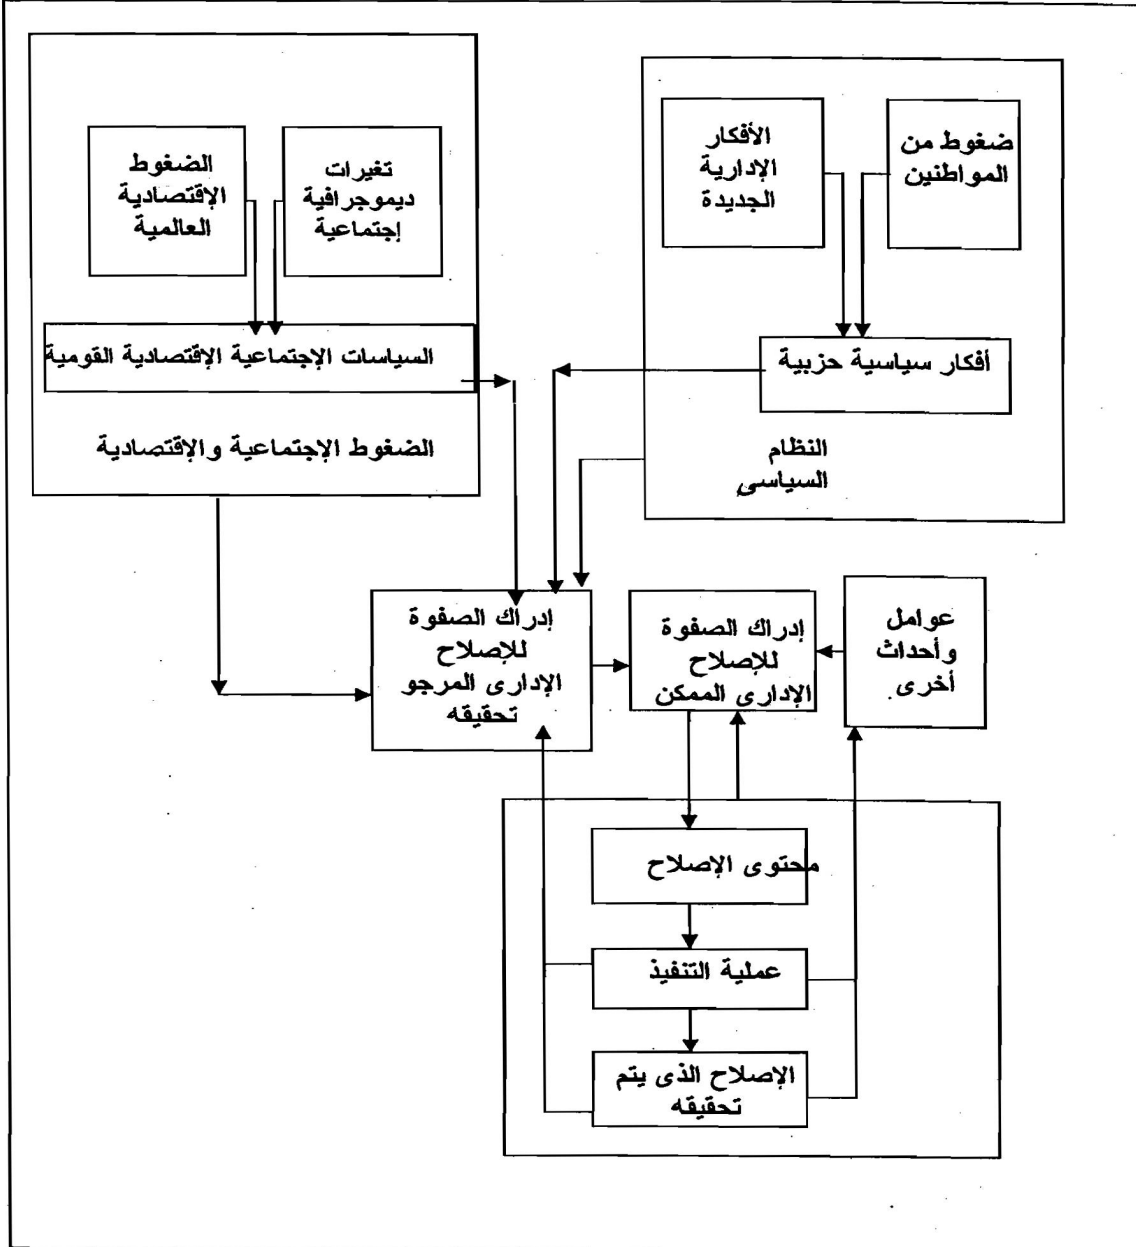 ضغوط من
المواطنين
الأفكار
الإدارية
الجديدة
أفكار سياسية حزبية
النظام
السياسى
تغيرات
ديموجرافية
إجتماعية
الضغوط
الإقتصادية
العالمية
السياسات الإجتماعية الإقتصادية القومية
الضغوط الإجتماعية والإقتصادية
عوامل
وأحداث
أخرى
إدراك الصفوة
للإصلاح
الإدارى الممكن
إدراك الصفوة
للإصلاح
الإدارى المرجو
تحقيقه
محتوى الإصلاح
عملية التنفيذ
الإصلاح الذى يتم
تحقيقه